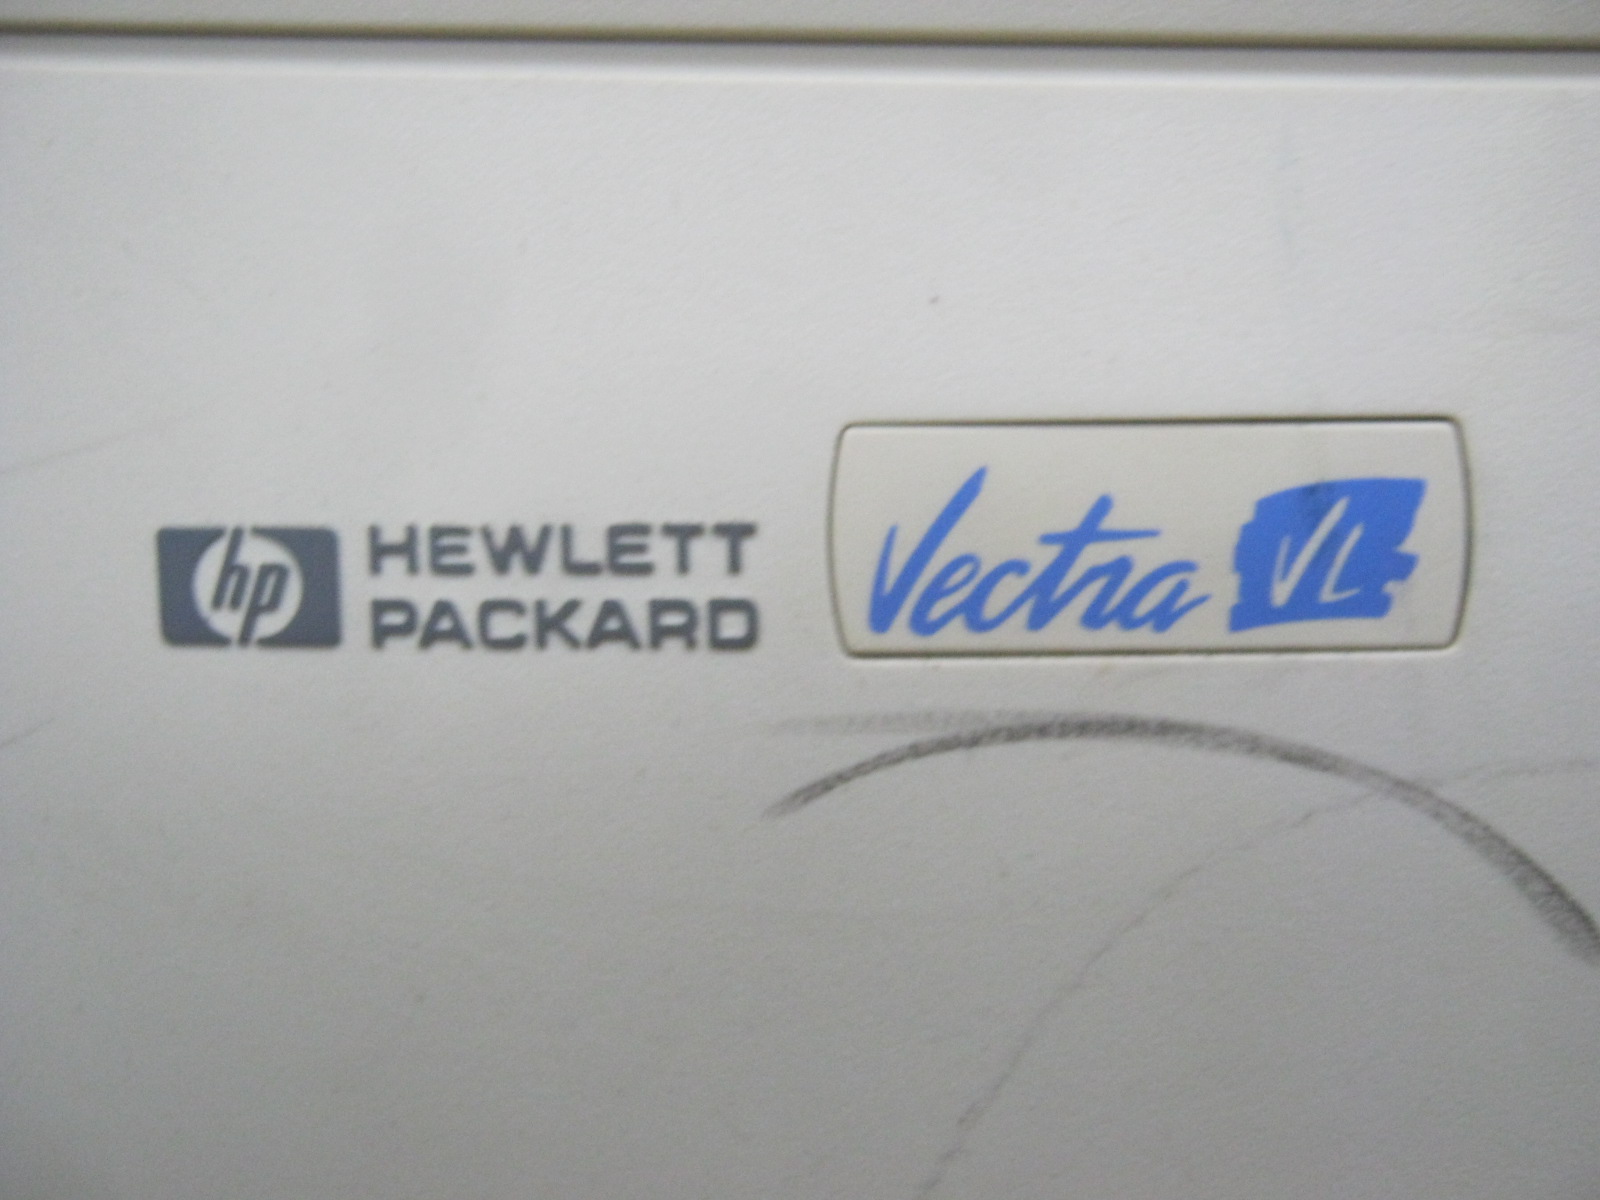 hp HEWLETT
PACKARD
Vectra VL